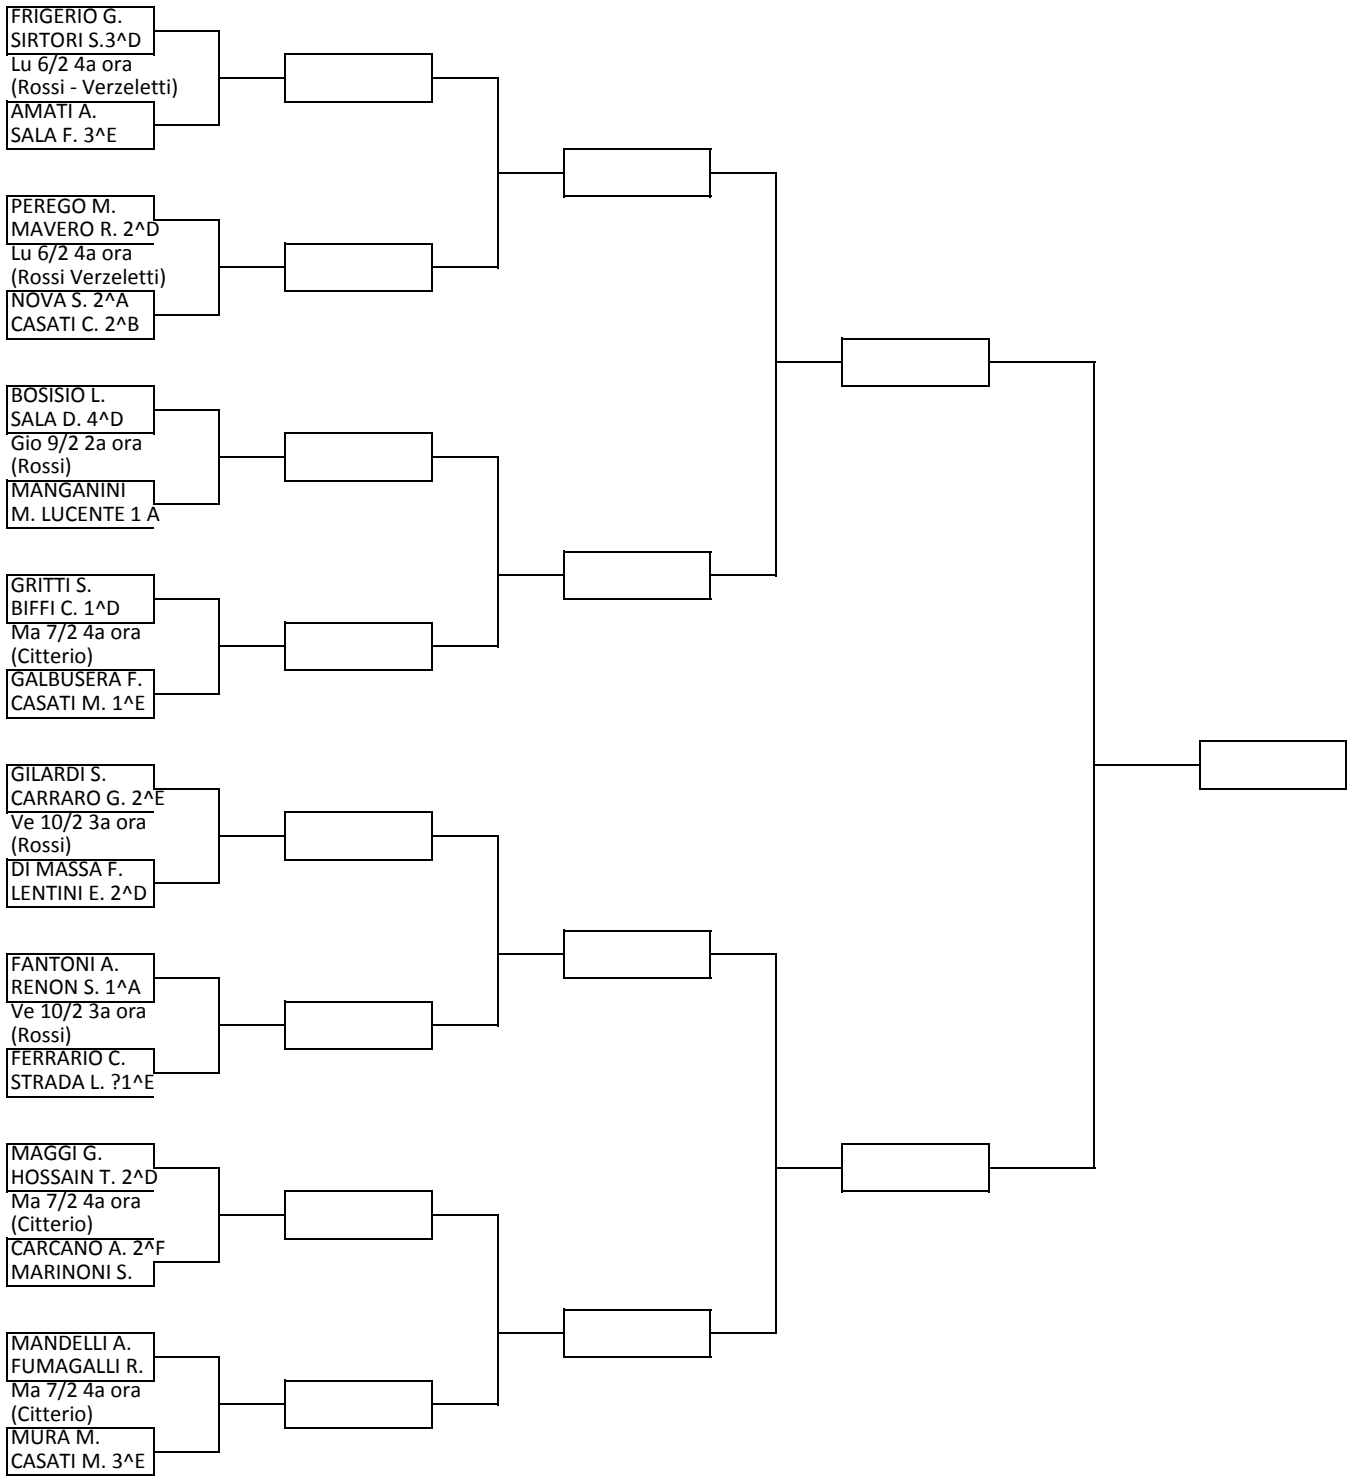 FRIGERIO G.
SIRTORI S.3^D
Lu 6/2 4a ora
(Rossi - Verzeletti)
AMATI A.
SALA F. 3^E
PEREGO M.
MAVERO R. 2^D
Lu 6/2 4a ora
(Rossi Verzeletti)
NOVA S. 2^A
CASATI C. 2^B
BOSISIO L.
SALA D. 4^D
Gio 9/2 2a ora
(Rossi)
MANGANINI
M. LUCENTE 1 A
GRITTI S.
BIFFI C. 1^D
Ma 7/2 4a ora
(Citterio)
GALBUSERA F.
CASATI M. 1^E
GILARDI S.
CARRARO G. 2^E
Ve 10/2 3a ora
(Rossi)
DI MASSA F.
LENTINI E. 2^D
FANTONI A.
RENON S. 1^A
Ve 10/2 3a ora
(Rossi)
FERRARIO C.
STRADA L. ?1^E
MAGGI G.
HOSSAIN T. 2^D
Ma 7/2 4a ora
(Citterio)
CARCANO A. 2^F
MARINONI S.
MANDELLI A.
FUMAGALLI R.
Ma 7/2 4a ora
(Citterio)
MURA M.
CASATI M. 3^E